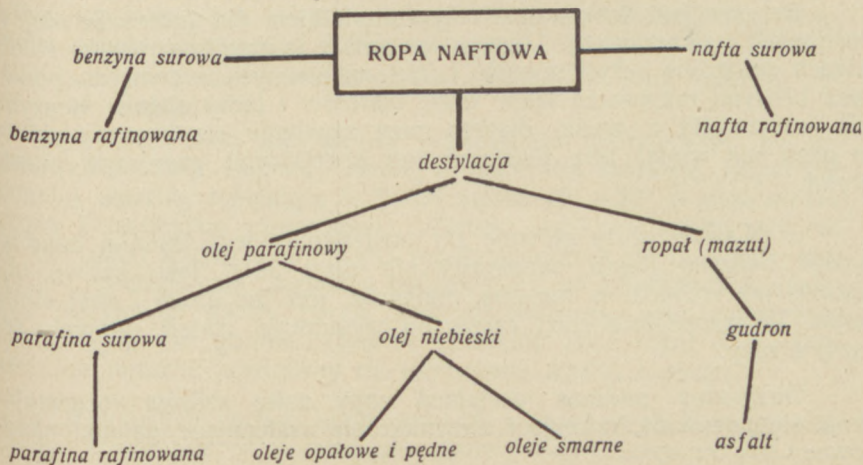 ROPA NAFTOWA
benzyna surowa
nafta surowa
benzyna rafinowana
nafta rafinowana
destylacja
olej parafinowy
ropał (mazut)
parafina surowa
olej niebieski
gudron
parafina rafinowana
oleje opałowe i pędne
oleje smarne
asfalt